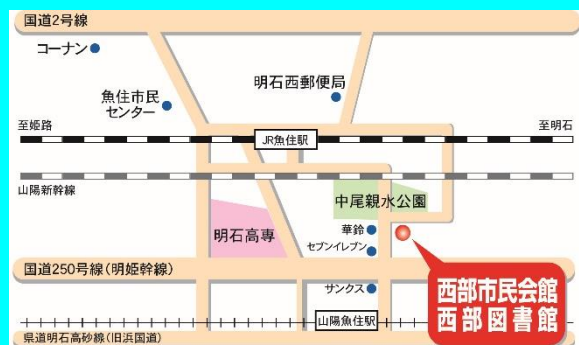 国道2号線
コーナン
明石西郵便局
魚住市民
センター
至姫路
JR魚住駅
至明石
山陽新幹線
中尾親水公園
華鈴
明石高専
セブンイレブン
国道250号線(明姫幹線)
西部市民会館
西部図書館
サンクス
山陽魚住駅
県道明石高砂線(旧浜国道)